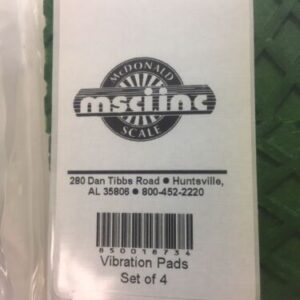 McDONALD
msci inc
SCALE
280 Dan Tibbs Road ● Huntsville,
AL 35806 ● 800-452-2220
850018734
Vibration Pads
Set of 4